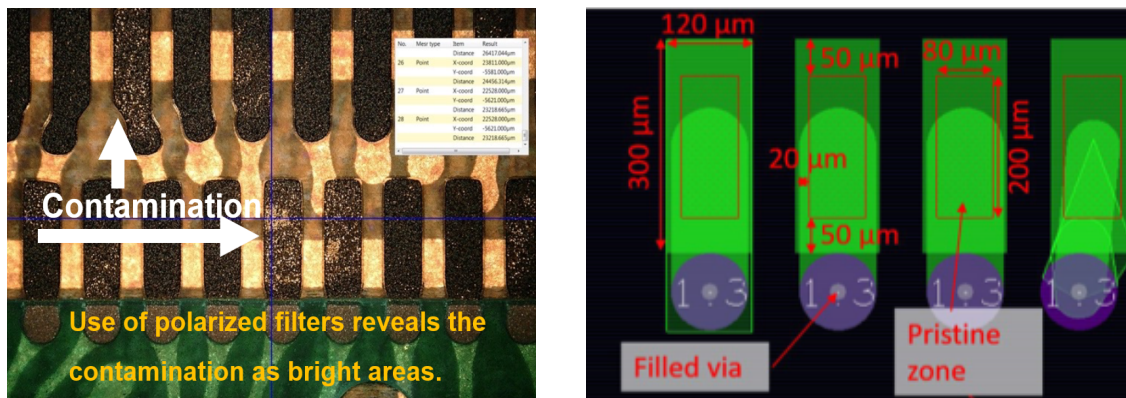 No. Mesr type Item Result
Distance 26417.044µm
26 Point X-coord 23811.000µm
Y-coord -5581.000µm
Distance 24456.314µm
27 Point X-coord 22528.000µm
Y-coord -5621.000µm
Distance 23218.665µm
28 Point X-coord 22528.000µm
Y-coord -5621.000µm
Distance 23218.665µm
Contamination
Use of polarized filters reveals the
contamination as bright areas.
120 µm
50 µm
80 µm
300 µm
20 µm
200 µm
50 µm
1.3
1.3
1.3
1.3
Filled via
Pristine
zone